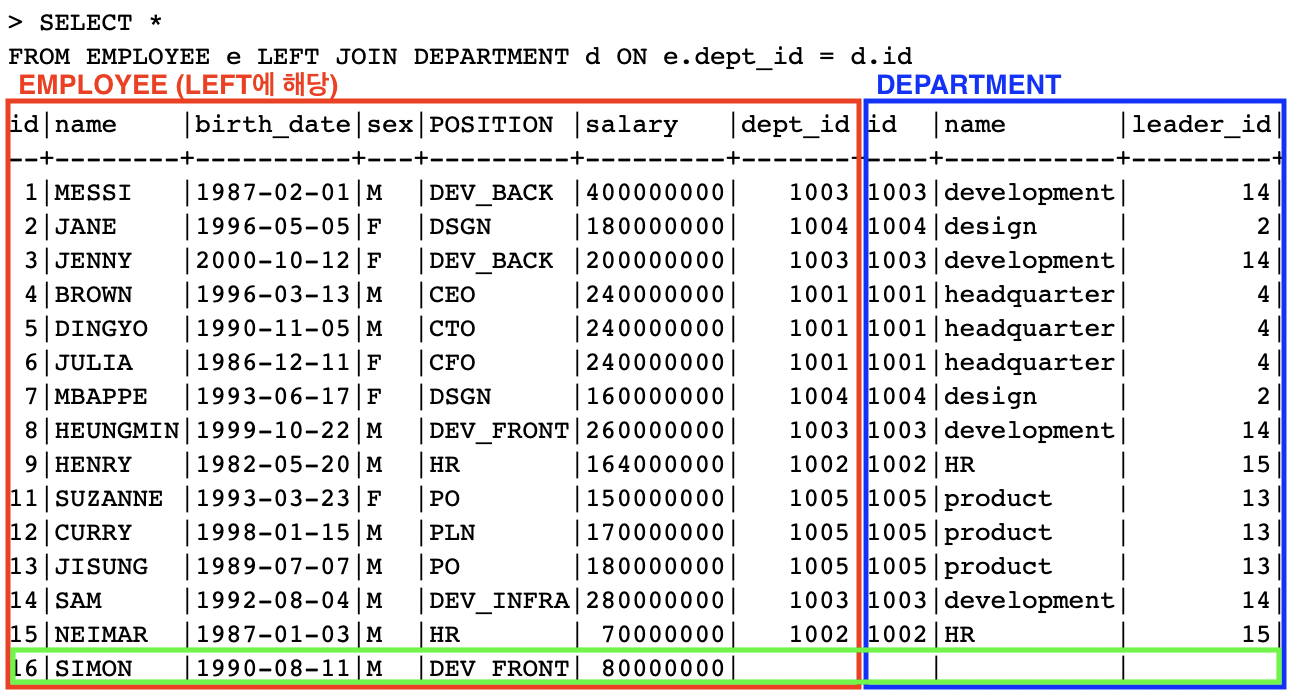 > SELECT *
FROM EMPLOYEE e LEFT JOIN DEPARTMENT d ON e.dept_id = d.id
EMPLOYEE (LEFT에 해당) DEPARTMENT
id|name    |birth_date|sex|POSITION |salary   |dept_id|id  |name       |leader_id|
--+--------+----------+---+---------+---------+-------+----+-----------+---------+
 1|MESSI   |1987-02-01|M  |DEV_BACK |400000000|   1003|1003|development|       14|
 2|JANE    |1996-05-05|F  |DSGN     |180000000|   1004|1004|design     |        2|
 3|JENNY   |2000-10-12|F  |DEV_BACK |200000000|   1003|1003|development|       14|
 4|BROWN   |1996-03-13|M  |CEO      |240000000|   1001|1001|headquarter|        4|
 5|DINGYO  |1990-11-05|M  |CTO      |240000000|   1001|1001|headquarter|        4|
 6|JULIA   |1986-12-11|F  |CFO      |240000000|   1001|1001|headquarter|        4|
 7|MBAPPE  |1993-06-17|F  |DSGN     |160000000|   1004|1004|design     |        2|
 8|HEUNGMIN|1999-10-22|M  |DEV_FRONT|260000000|   1003|1003|development|       14|
 9|HENRY   |1982-05-20|M  |HR       |164000000|   1002|1002|HR         |       15|
11|SUZANNE |1993-03-23|F  |PO       |150000000|   1005|1005|product    |       13|
12|CURRY   |1998-01-15|M  |PLN      |170000000|   1005|1005|product    |       13|
13|JISUNG  |1989-07-07|M  |PO       |180000000|   1005|1005|product    |       13|
14|SAM     |1992-08-04|M  |DEV_INFRA|280000000|   1003|1003|development|       14|
15|NEIMAR  |1987-01-03|M  |HR       | 70000000|   1002|1002|HR         |       15|
16|SIMON   |1990-08-11|M  |DEV_FRONT| 80000000|       |    |           |         |